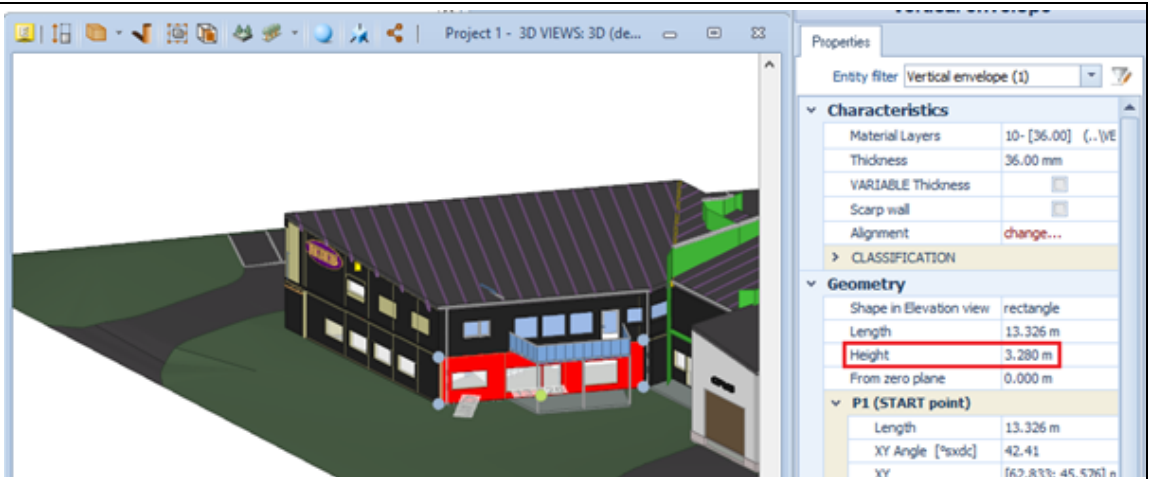 Vertical envelope
Project 1 - 3D VIEWS: 3D (de...
Properties
Entity filter Vertical envelope (1)
Characteristics
Material Layers 10- [36.00] (..\VE
Thickness 36.00 mm
VARIABLE Thickness
Scarp wall
Alignment change...
CLASSIFICATION
Geometry
Shape in Elevation view rectangle
Length 13.326 m
Height 3.280 m
From zero plane 0.000 m
P1 (START point)
Length 13.326 m
XY Angle [°sxdc] 42.41
XY [62.833; 45.576]